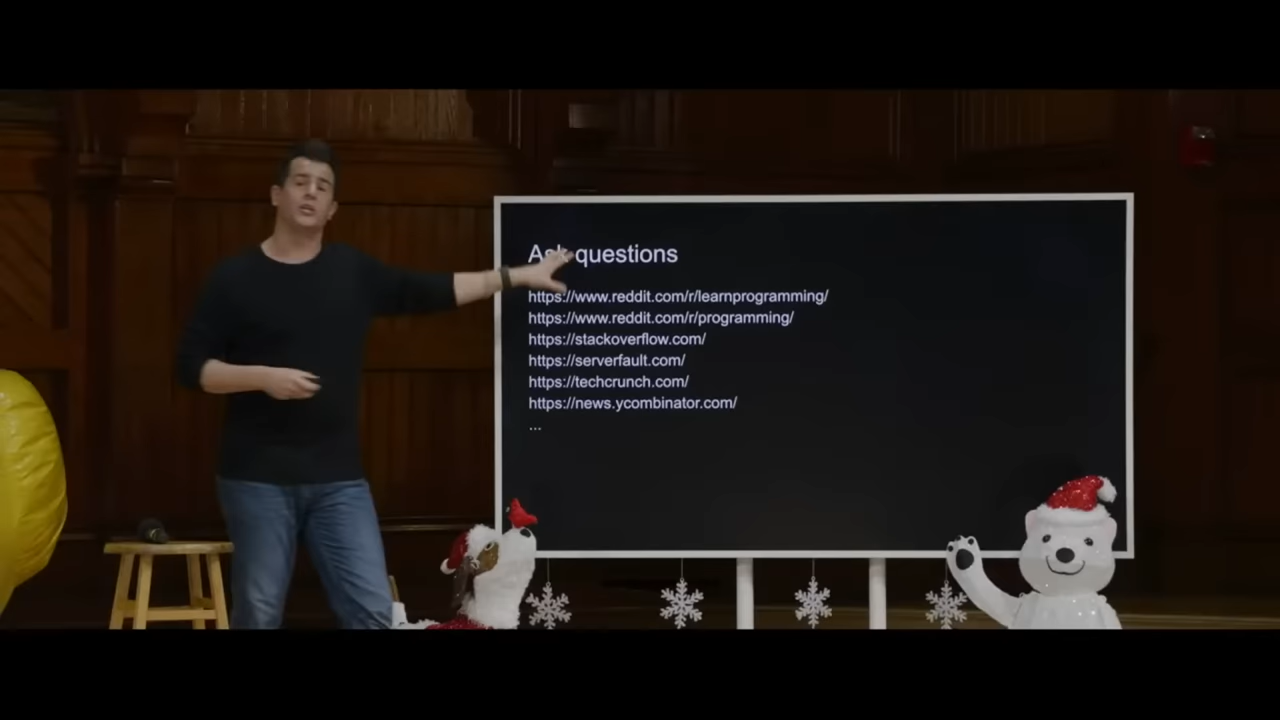 Ask questions
https://www.reddit.com/r/learnprogramming/
https://www.reddit.com/r/programming/
https://stackoverflow.com/
https://serverfault.com/
https://techcrunch.com/
https://news.ycombinator.com/
...